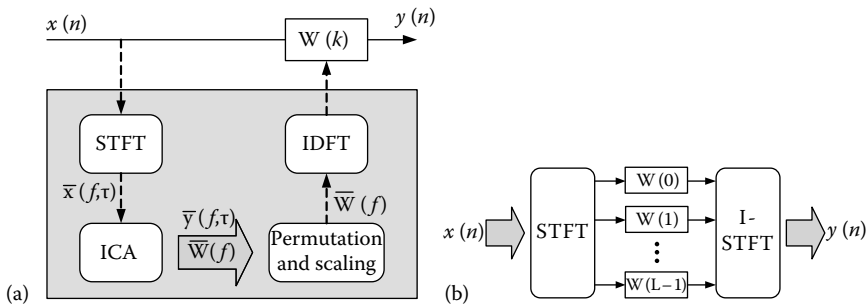 x (n)
y (n)
W (k)
STFT
IDFT
x̅ (f,τ)
y̅ (f,τ)
W̅ (f)
W̅ (f)
ICA
Permutation
and scaling
(a)
x (n)
STFT
W (0)
W (1)
⋮
W (L – 1)
I-
STFT
y (n)
(b)